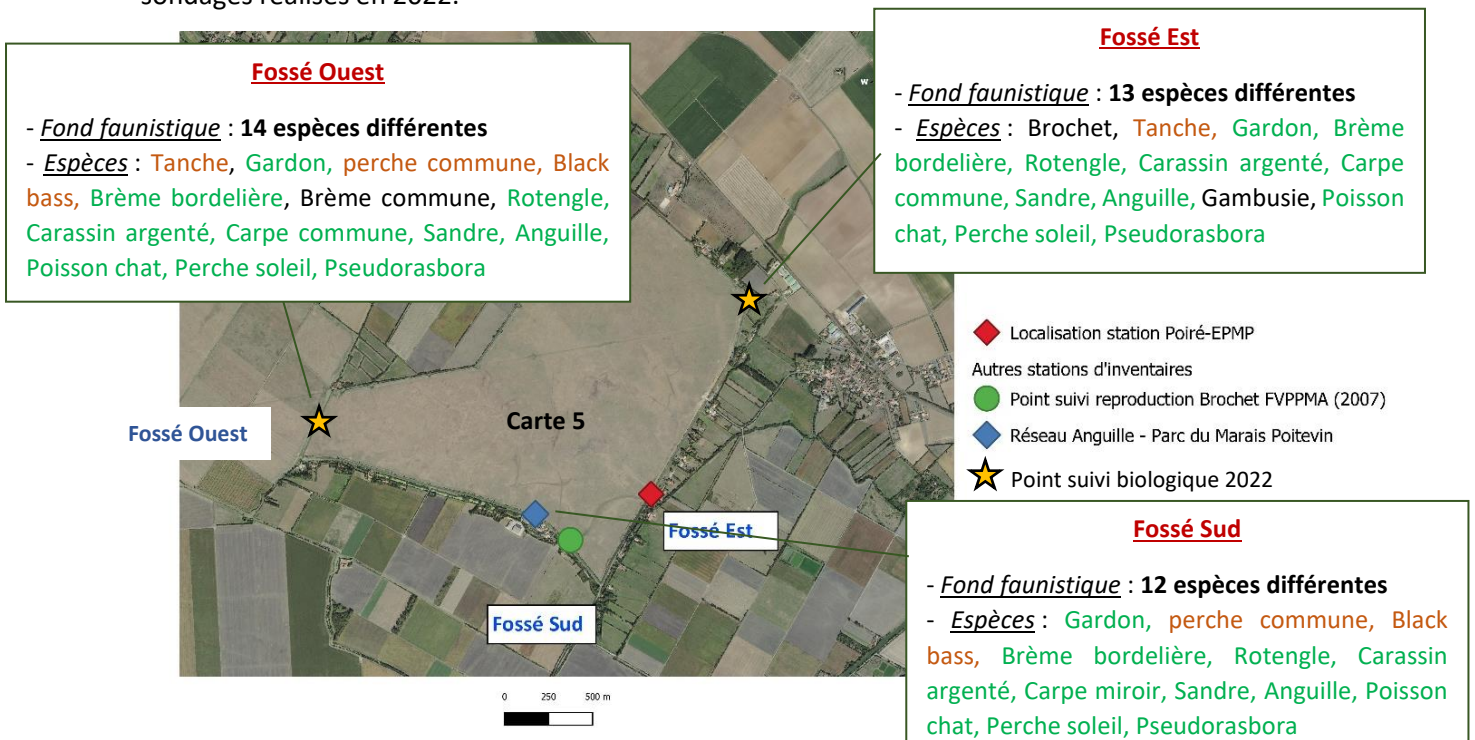 sondages réalisés en 2022.
Fossé Ouest
- Fond faunistique : 14 espèces différentes
- Espèces : Tanche, Gardon, perche commune, Black
bass, Brème bordelière, Brème commune, Rotengle,
Carassin argenté, Carpe commune, Sandre, Anguille,
Poisson chat, Perche soleil, Pseudorasbora
Fossé Est
- Fond faunistique : 13 espèces différentes
- Espèces : Brochet, Tanche, Gardon, Brème
bordelière, Rotengle, Carassin argenté, Carpe
commune, Sandre, Anguille, Gambusie, Poisson
chat, Perche soleil, Pseudorasbora
W
Localisation station Poiré-EPMP
Autres stations d'inventaires
Point suivi reproduction Brochet FVPPMA (2007)
Réseau Anguille - Parc du Marais Poitevin
Point suivi biologique 2022
Carte 5
Fossé Ouest
Fossé Est
Fossé Sud
0 250 500 m
Fossé Sud
- Fond faunistique : 12 espèces différentes
- Espèces : Gardon, perche commune, Black
bass, Brème bordelière, Rotengle, Carassin
argenté, Carpe miroir, Sandre, Anguille, Poisson
chat, Perche soleil, Pseudorasbora